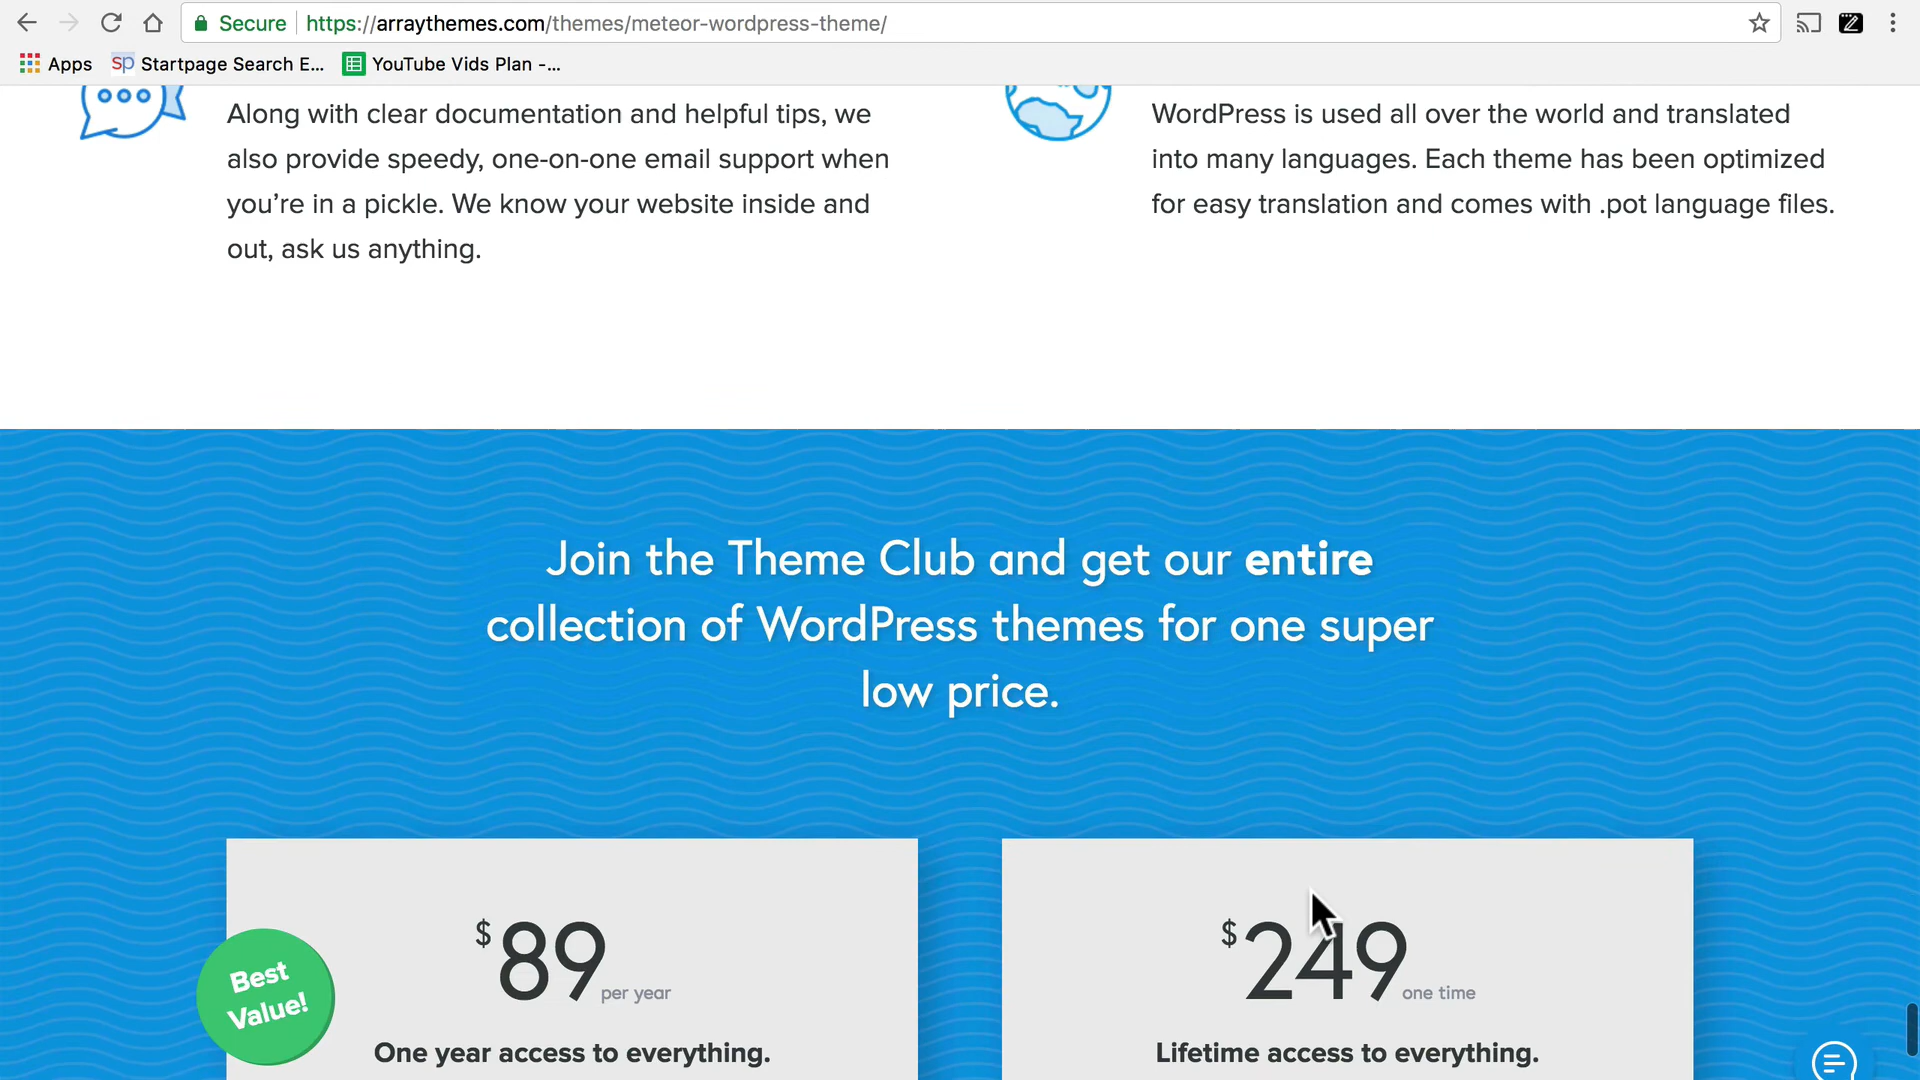 Secure
https://arraythemes.com/themes/meteor-wordpress-theme/
Apps
sp Startpage Search E...
YouTube Vids Plan -...
Along with clear documentation and helpful tips, we
also provide speedy, one-on-one email support when
you’re in a pickle. We know your website inside and
out, ask us anything.
WordPress is used all over the world and translated
into many languages. Each theme has been optimized
for easy translation and comes with .pot language files.
Join the Theme Club and get our entire
collection of WordPress themes for one super
low price.
Best
Value!
$89 per year
One year access to everything.
$249 one time
Lifetime access to everything.